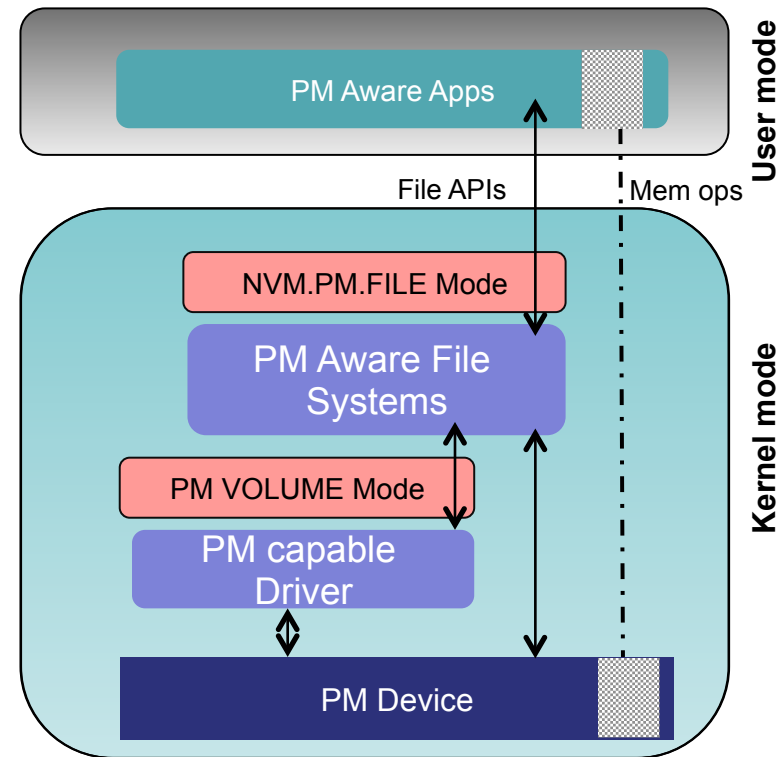 PM Aware Apps
User mode
File APIs
Mem ops
NVM.PM.FILE Mode
PM Aware File
Systems
Kernel mode
PM VOLUME Mode
PM capable
Driver
PM Device